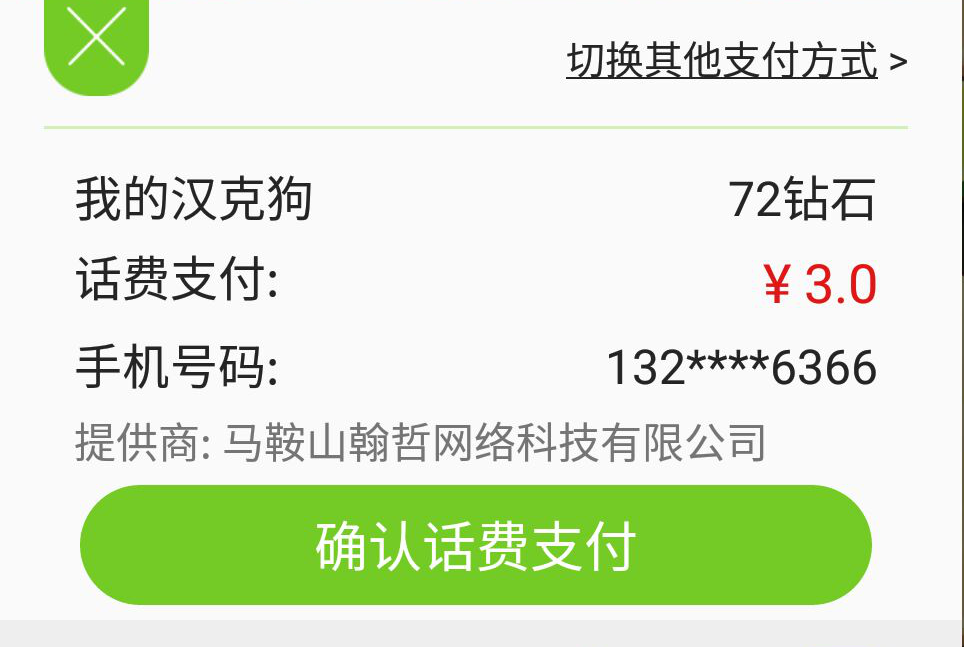 切换其他支付方式 >
我的汉克狗 72钻石
话费支付: ¥ 3.0
手机号码: 132****6366
提供商: 马鞍山翰哲网络科技有限公司
确认话费支付